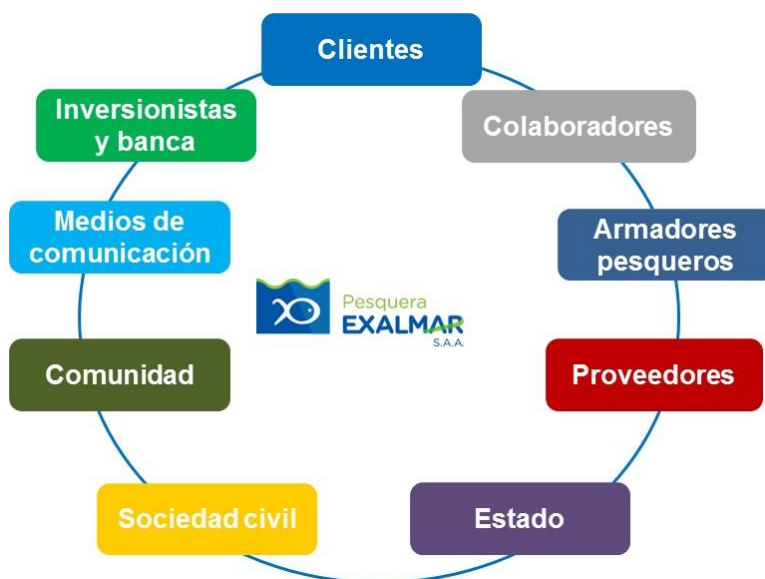 Clientes
Colaboradores
Armadores
pesqueros
Proveedores
Estado
Sociedad civil
Comunidad
Medios de
comunicación
Inversionistas
y banca
Pesquera
EXALMAR
S.A.A.